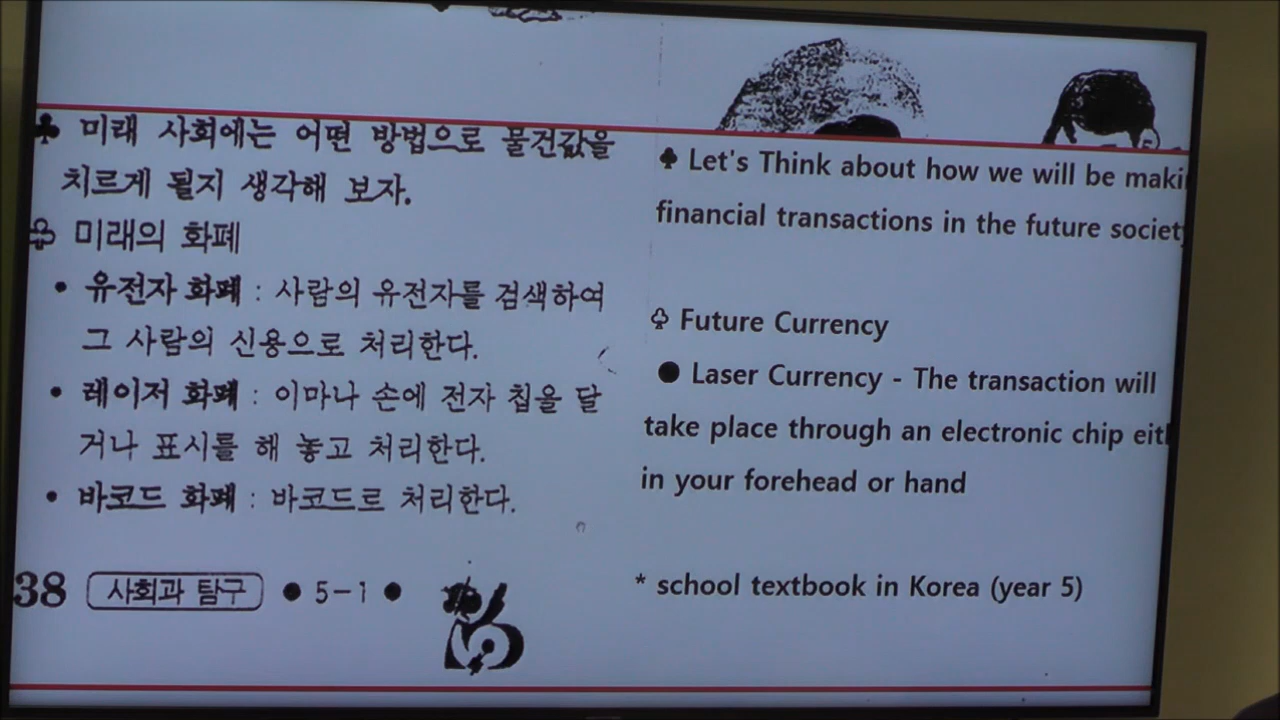 ♣ 미래 사회에는 어떤 방법으로 물건값을
치르게 될지 생각해 보자.
♧ 미래의 화폐
• 유전자 화폐 : 사람의 유전자를 검색하여
그 사람의 신용으로 처리한다.
• 레이저 화폐 : 이마나 손에 전자 칩을 달
거나 표시를 해 놓고 처리한다.
• 바코드 화폐 : 바코드로 처리한다.
38 사회과 탐구 ● 5-1 ●
♣ Let's Think about how we will be maki
financial transactions in the future societ
♧ Future Currency
● Laser Currency - The transaction will
take place through an electronic chip eit
in your forehead or hand
* school textbook in Korea (year 5)